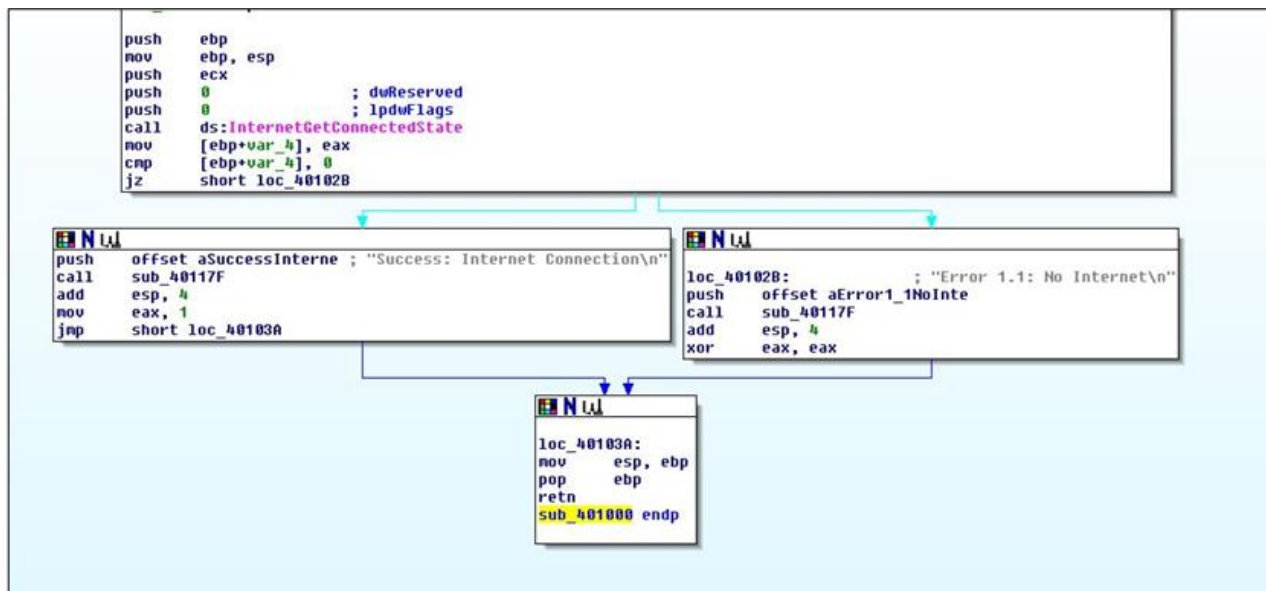 push ebp
mov ebp, esp
push ecx
push 0 ; dwReserved
push 0 ; lpdwFlags
call ds:InternetGetConnectedState
mov [ebp+var_4], eax
cmp [ebp+var_4], 0
jz short loc_40102B
push offset aSuccessInterne ; "Success: Internet Connection\n"
call sub_40117F
add esp, 4
mov eax, 1
jmp short loc_40103A
loc_40102B: ; "Error 1.1: No Internet\n"
push offset aError1_1NoInte
call sub_40117F
add esp, 4
xor eax, eax
loc_40103A:
mov esp, ebp
pop ebp
retn
sub_401000 endp